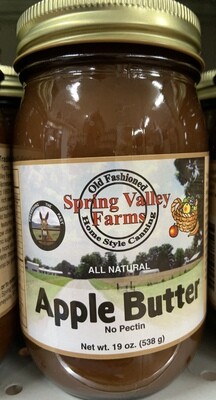 Old Fashioned
Spring Valley
Farms
Home Style Canning
ALL NATURAL
Apple Butter
No Pectin
Net wt. 19 oz. (538 g)